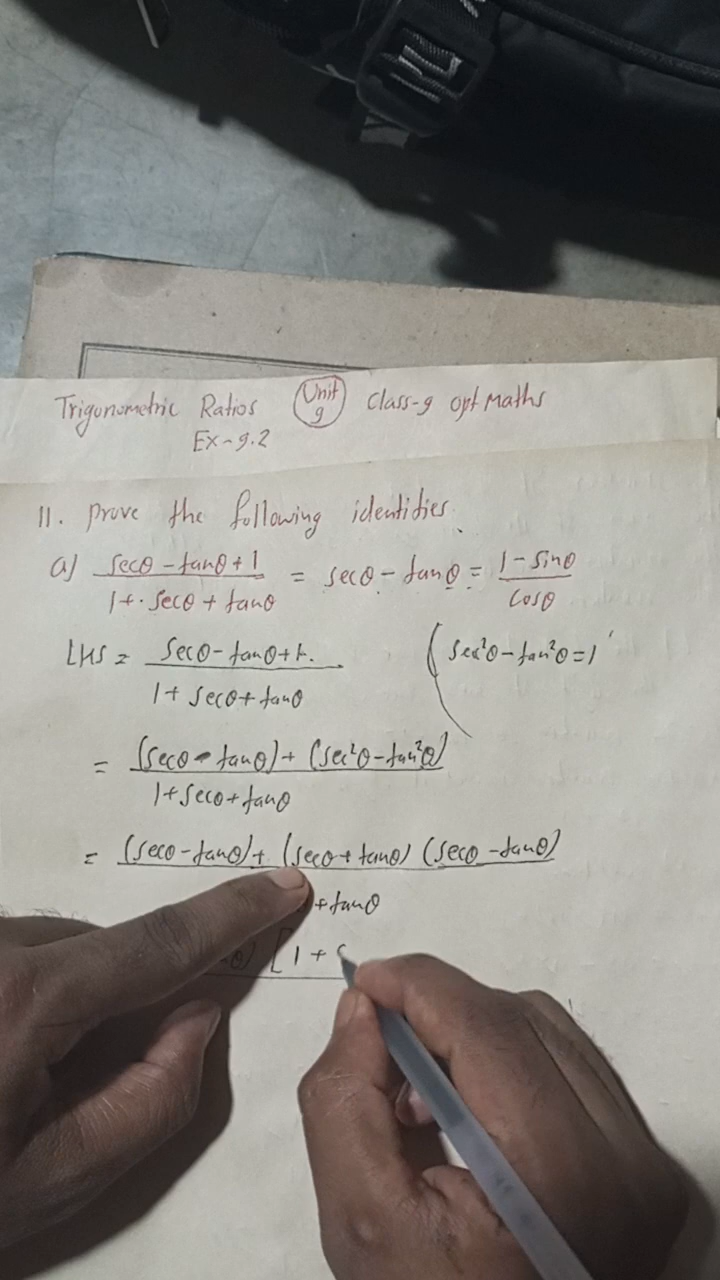 Trigonometric Ratios Unit 9 Class-9 opt Maths
Ex-9.2
11. prove the following identities.
a) (secθ - tanθ + 1)/(1 + secθ + tanθ) = secθ - tanθ = (1 - sinθ)/cosθ
LHS = (secθ - tanθ + 1)/(1 + secθ + tanθ) (sec²θ - tan²θ = 1
= ((secθ - tanθ) + (sec²θ - tan²θ))/(1 + secθ + tanθ)
= (secθ - tanθ) + (secθ + tanθ) (secθ - tanθ)
+ tanθ
[1 +